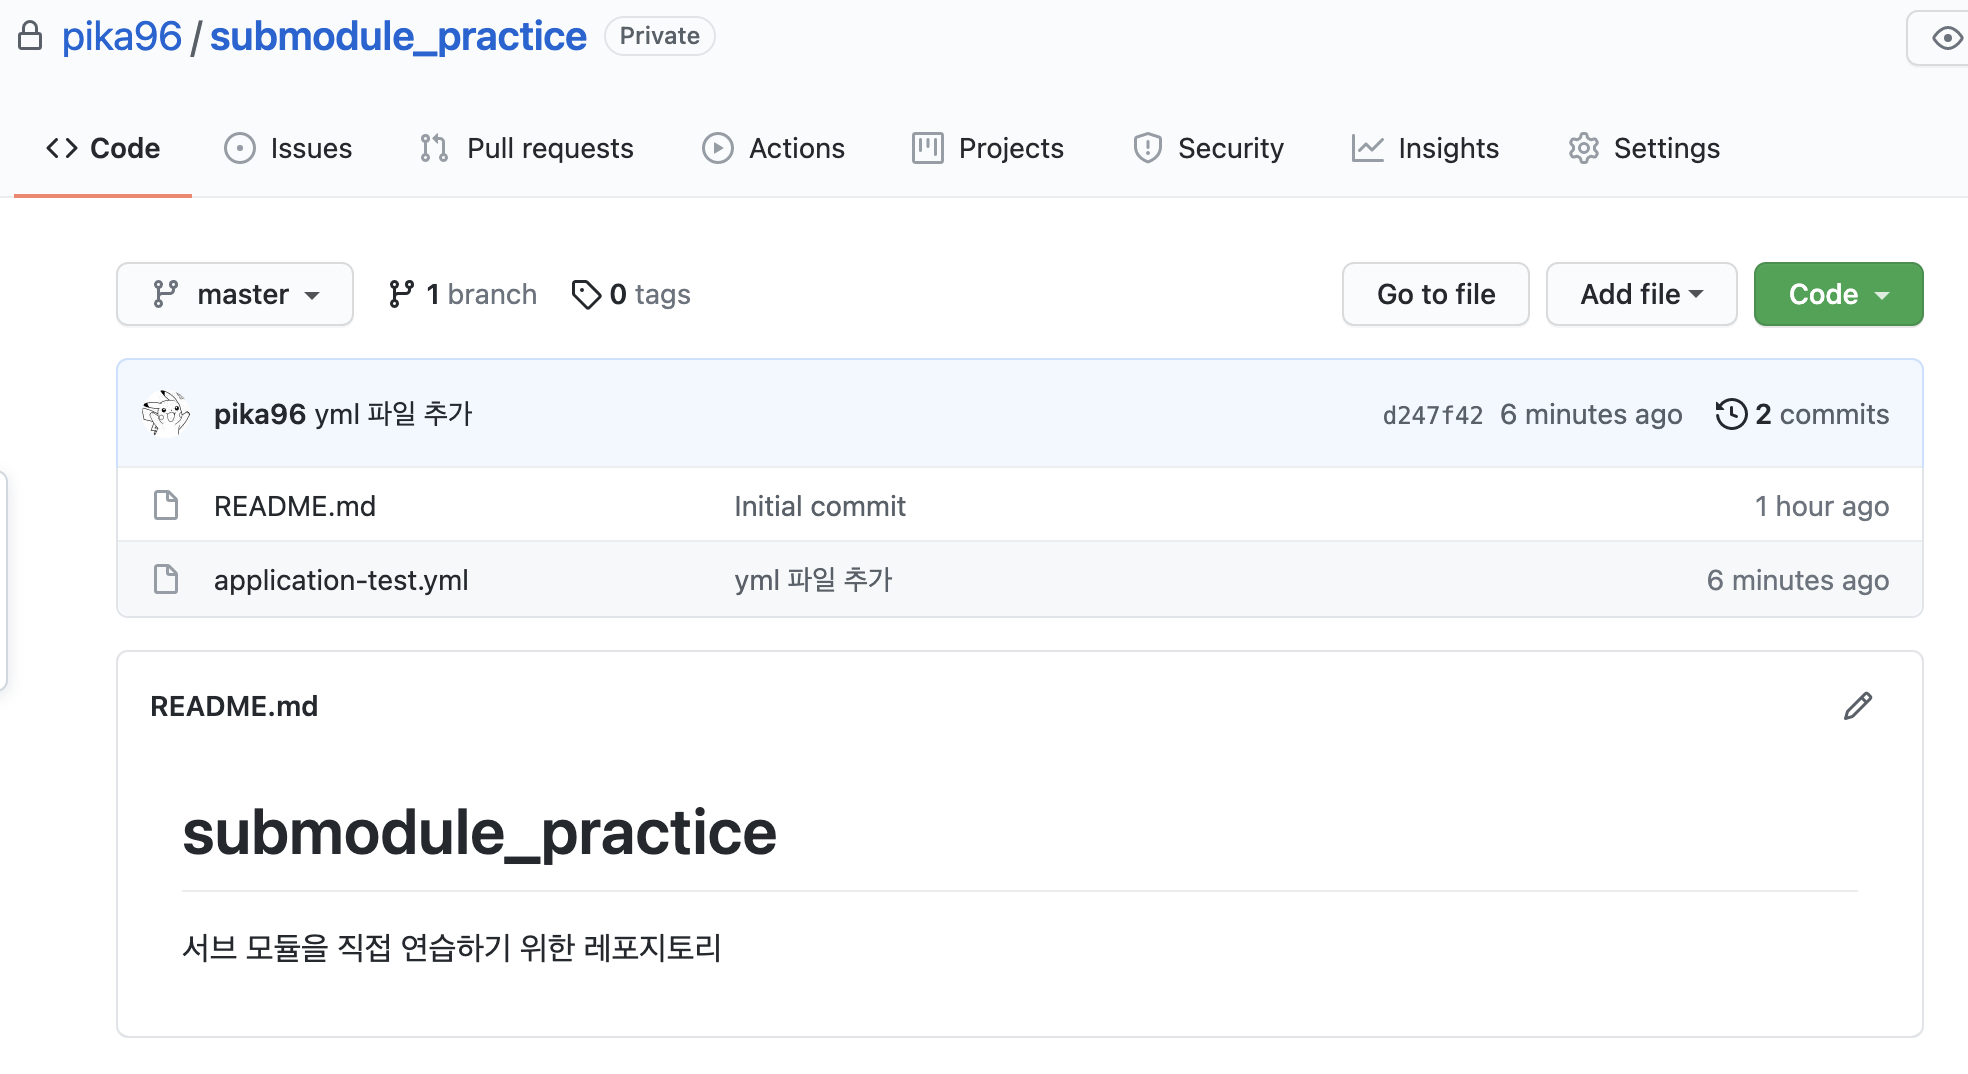 pika96 / submodule_practice Private
Code Issues Pull requests Actions Projects Security Insights Settings
master 1 branch 0 tags Go to file Add file Code
pika96 yml 파일 추가 d247f42 6 minutes ago 2 commits
README.md Initial commit 1 hour ago
application-test.yml yml 파일 추가 6 minutes ago
README.md
submodule_practice
서브 모듈을 직접 연습하기 위한 레포지토리